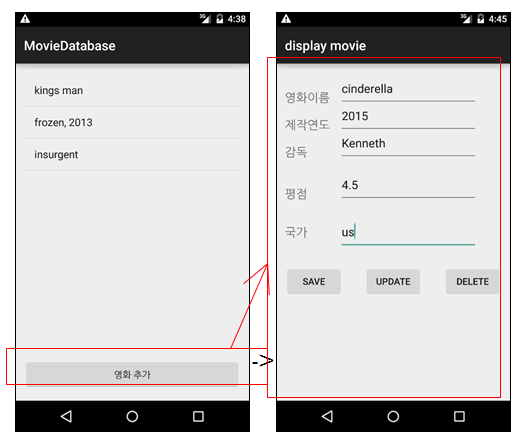 3G 4:38
MovieDatabase
kings man
frozen, 2013
insurgent
영화 추가
->
3G 4:45
display movie
영화이름 cinderella
제작연도 2015
감독 Kenneth
평점 4.5
국가 us
SAVE UPDATE DELETE